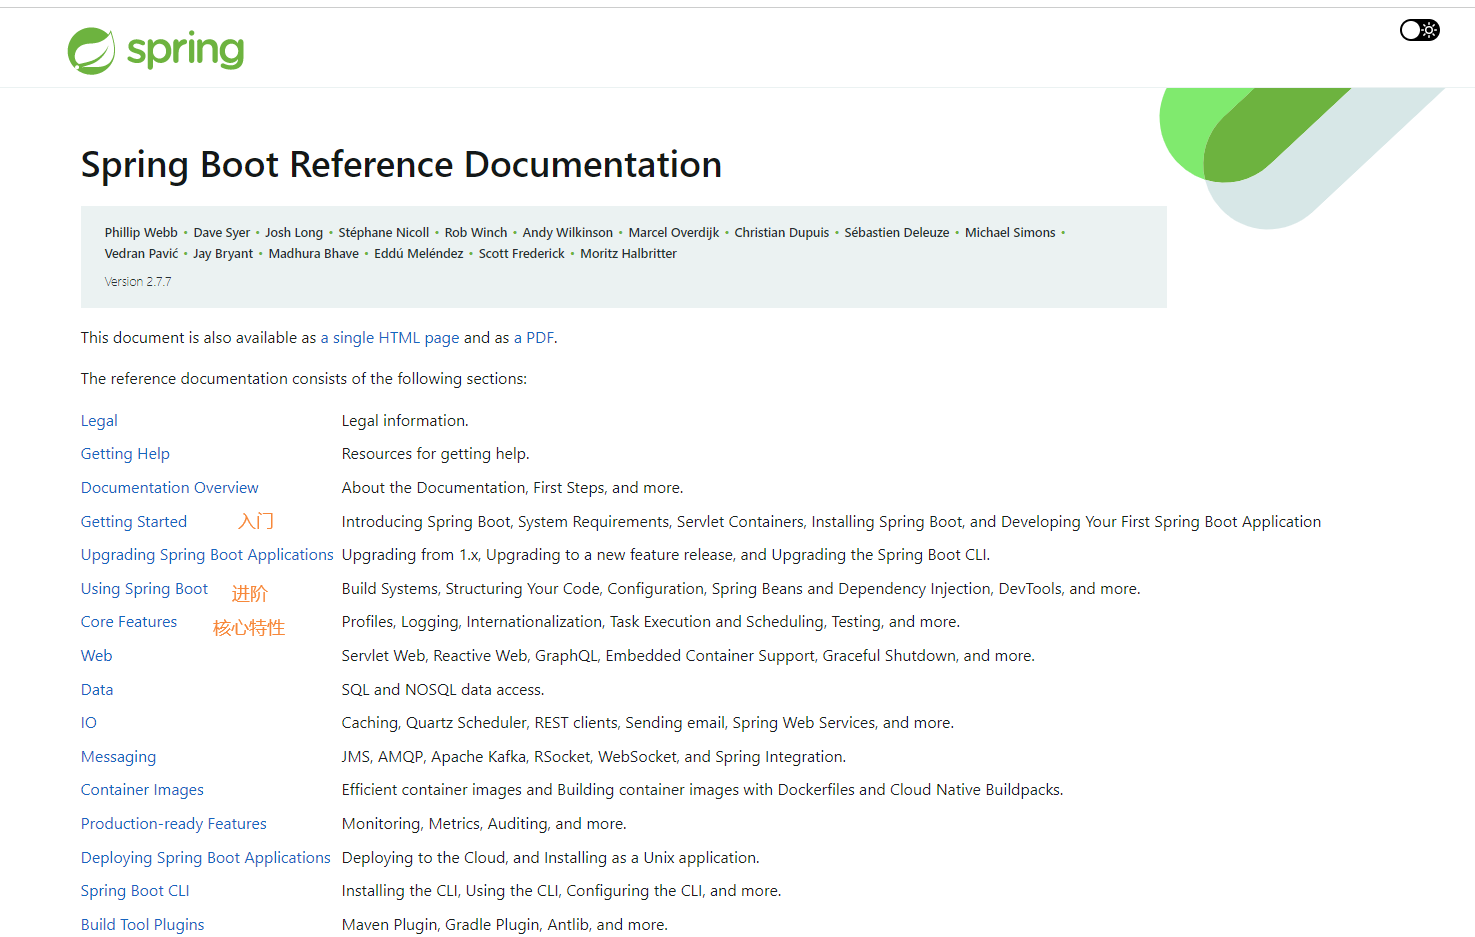 spring
Spring Boot Reference Documentation
Phillip Webb • Dave Syer • Josh Long • Stéphane Nicoll • Rob Winch • Andy Wilkinson • Marcel Overdijk • Christian Dupuis • Sébastien Deleuze • Michael Simons •
Vedran Pavić • Jay Bryant • Madhura Bhave • Eddú Meléndez • Scott Frederick • Moritz Halbritter
Version 2.7.7
This document is also available as a single HTML page and as a PDF.
The reference documentation consists of the following sections:
Legal Legal information.
Getting Help Resources for getting help.
Documentation Overview About the Documentation, First Steps, and more.
Getting Started 入门 Introducing Spring Boot, System Requirements, Servlet Containers, Installing Spring Boot, and Developing Your First Spring Boot Application
Upgrading Spring Boot Applications Upgrading from 1.x, Upgrading to a new feature release, and Upgrading the Spring Boot CLI.
Using Spring Boot 进阶 Build Systems, Structuring Your Code, Configuration, Spring Beans and Dependency Injection, DevTools, and more.
Core Features 核心特性 Profiles, Logging, Internationalization, Task Execution and Scheduling, Testing, and more.
Web Servlet Web, Reactive Web, GraphQL, Embedded Container Support, Graceful Shutdown, and more.
Data SQL and NOSQL data access.
IO Caching, Quartz Scheduler, REST clients, Sending email, Spring Web Services, and more.
Messaging JMS, AMQP, Apache Kafka, RSocket, WebSocket, and Spring Integration.
Container Images Efficient container images and Building container images with Dockerfiles and Cloud Native Buildpacks.
Production-ready Features Monitoring, Metrics, Auditing, and more.
Deploying Spring Boot Applications Deploying to the Cloud, and Installing as a Unix application.
Spring Boot CLI Installing the CLI, Using the CLI, Configuring the CLI, and more.
Build Tool Plugins Maven Plugin, Gradle Plugin, Antlib, and more.